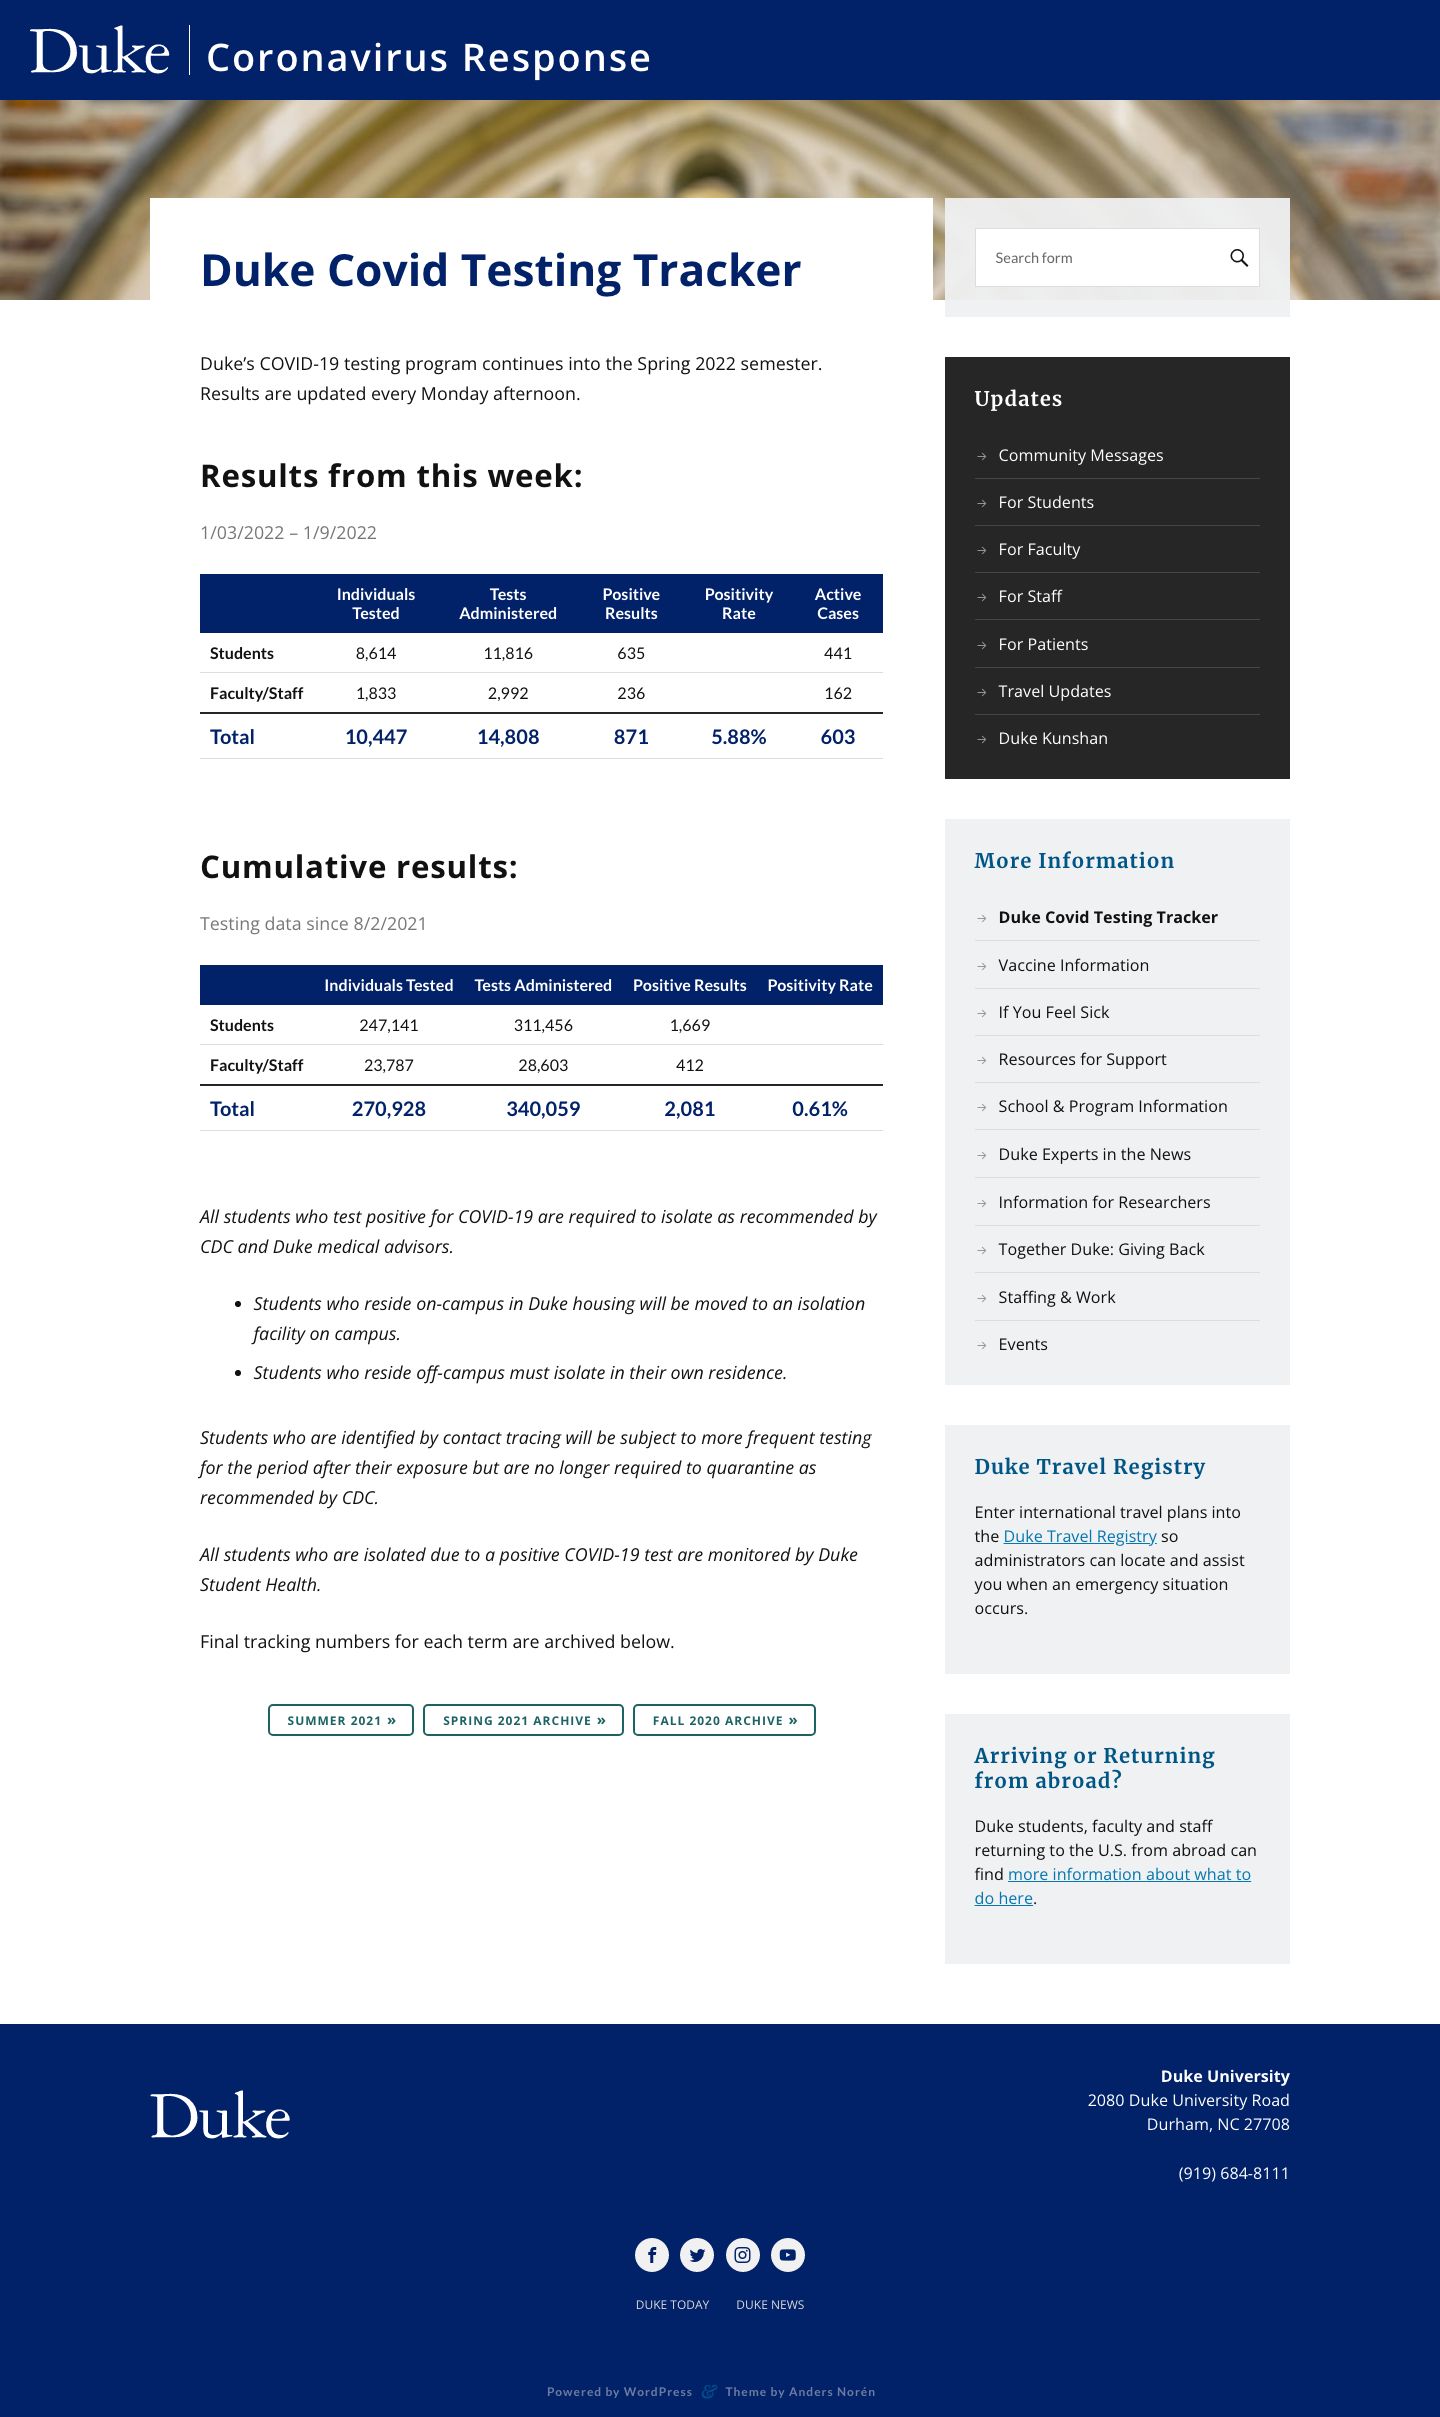 Duke Coronavirus Response
Duke Covid Testing Tracker
Duke’s COVID-19 testing program continues into the Spring 2022 semester.
Results are updated every Monday afternoon.
Results from this week:
1/03/2022 – 1/9/2022
Individuals Tested Tests Administered Positive Results Positivity Rate Active Cases
Students 8,614 11,816 635 441
Faculty/Staff 1,833 2,992 236 162
Total 10,447 14,808 871 5.88% 603
Cumulative results:
Testing data since 8/2/2021
Individuals Tested Tests Administered Positive Results Positivity Rate
Students 247,141 311,456 1,669
Faculty/Staff 23,787 28,603 412
Total 270,928 340,059 2,081 0.61%
All students who test positive for COVID-19 are required to isolate as recommended by
CDC and Duke medical advisors.
• Students who reside on-campus in Duke housing will be moved to an isolation
facility on campus.
• Students who reside off-campus must isolate in their own residence.
Students who are identified by contact tracing will be subject to more frequent testing
for the period after their exposure but are no longer required to quarantine as
recommended by CDC.
All students who are isolated due to a positive COVID-19 test are monitored by Duke
Student Health.
Final tracking numbers for each term are archived below.
SUMMER 2021 » SPRING 2021 ARCHIVE » FALL 2020 ARCHIVE »
Search form
Updates
→ Community Messages
→ For Students
→ For Faculty
→ For Staff
→ For Patients
→ Travel Updates
→ Duke Kunshan
More Information
→ Duke Covid Testing Tracker
→ Vaccine Information
→ If You Feel Sick
→ Resources for Support
→ School & Program Information
→ Duke Experts in the News
→ Information for Researchers
→ Together Duke: Giving Back
→ Staffing & Work
→ Events
Duke Travel Registry
Enter international travel plans into
the Duke Travel Registry so
administrators can locate and assist
you when an emergency situation
occurs.
Arriving or Returning
from abroad?
Duke students, faculty and staff
returning to the U.S. from abroad can
find more information about what to
do here.
Duke
Duke University
2080 Duke University Road
Durham, NC 27708
(919) 684-8111
DUKE TODAY DUKE NEWS
Powered by WordPress & Theme by Anders Norén